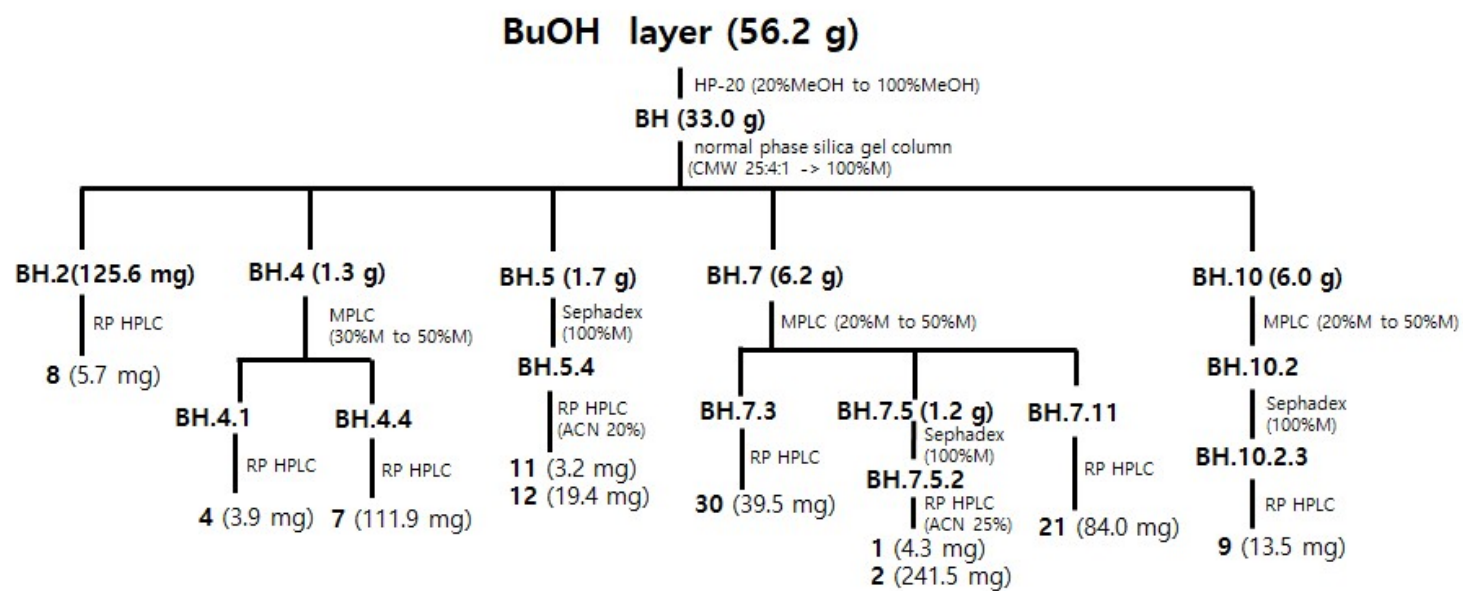 BuOH layer (56.2 g)
HP-20 (20%MeOH to 100%MeOH)
BH (33.0 g)
normal phase silica gel column
(CMW 25:4:1 -> 100%M)
BH.2(125.6 mg)
RP HPLC
8 (5.7 mg)
BH.4 (1.3 g)
MPLC
(30%M to 50%M)
BH.4.1
RP HPLC
4 (3.9 mg)
BH.4.4
RP HPLC
7 (111.9 mg)
BH.5 (1.7 g)
Sephadex
(100%M)
BH.5.4
RP HPLC
(ACN 20%)
11 (3.2 mg)
12 (19.4 mg)
BH.7 (6.2 g)
MPLC (20%M to 50%M)
BH.7.3
RP HPLC
30 (39.5 mg)
BH.7.5 (1.2 g)
Sephadex
(100%M)
BH.7.5.2
RP HPLC
(ACN 25%)
1 (4.3 mg)
2 (241.5 mg)
BH.7.11
RP HPLC
21 (84.0 mg)
BH.10 (6.0 g)
MPLC (20%M to 50%M)
BH.10.2
Sephadex
(100%M)
BH.10.2.3
RP HPLC
9 (13.5 mg)